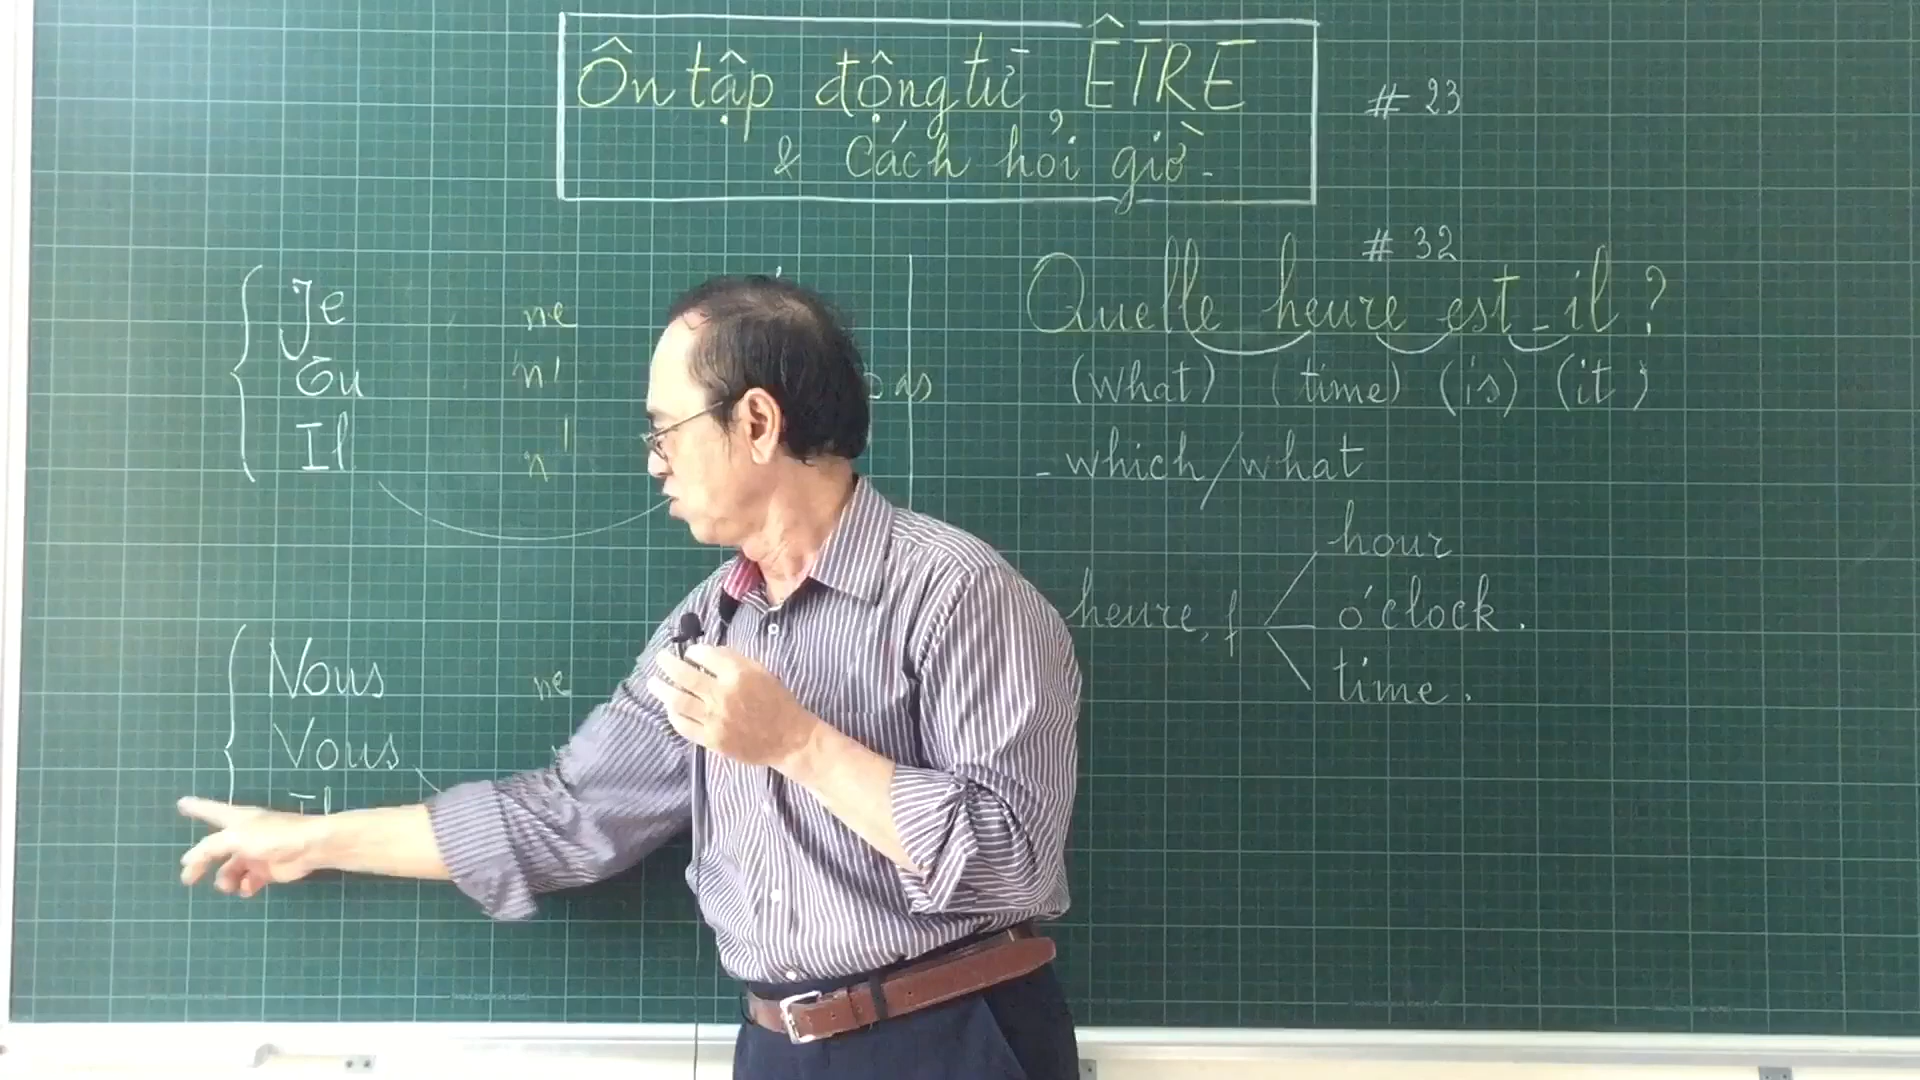 Ôn tập động từ ÊTRE
& Cách hỏi giờ.
# 23
Je ne
Tu n'
Il n'
Nous ne
Vous
# 32
Quelle heure est-il ?
(what) (time) (is) (it)
- which/what
heure, f
hour
o'clock.
time.